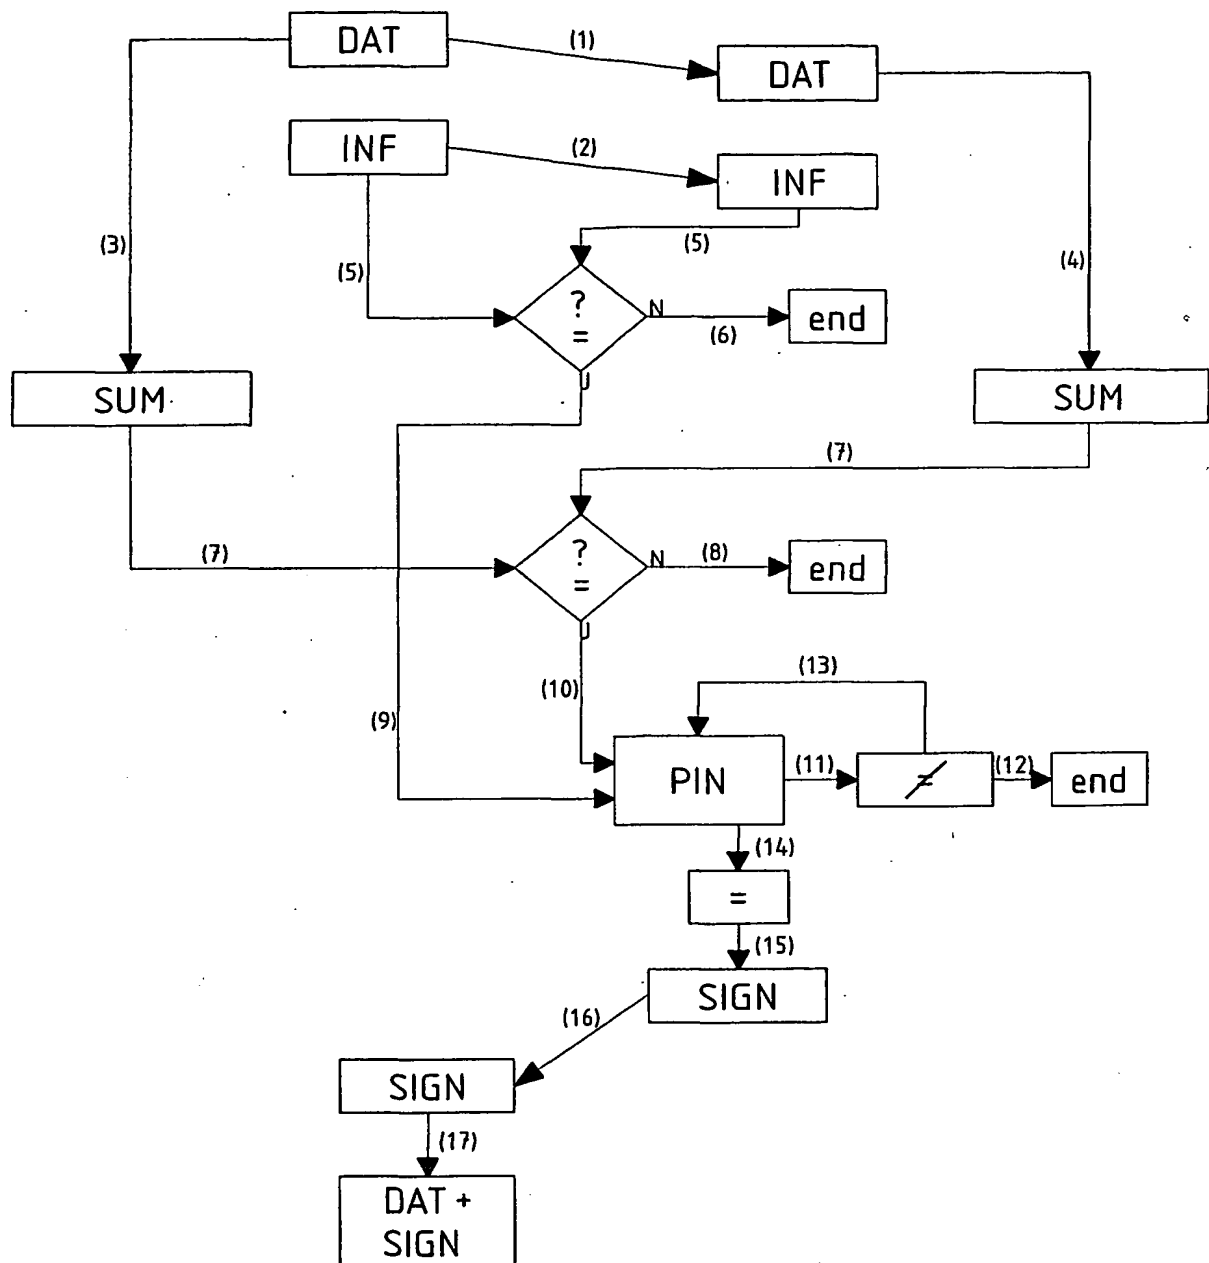 DAT
(1)
DAT
INF
(2)
INF
(3)
(5)
(5)
(4)
?
=
N
(6)
end
J
SUM
SUM
(7)
(7)
?
=
N
(8)
end
J
(9)
(10)
(13)
PIN
(11)
≠
(12)
end
(14)
=
(15)
SIGN
(16)
SIGN
(17)
DAT +
SIGN